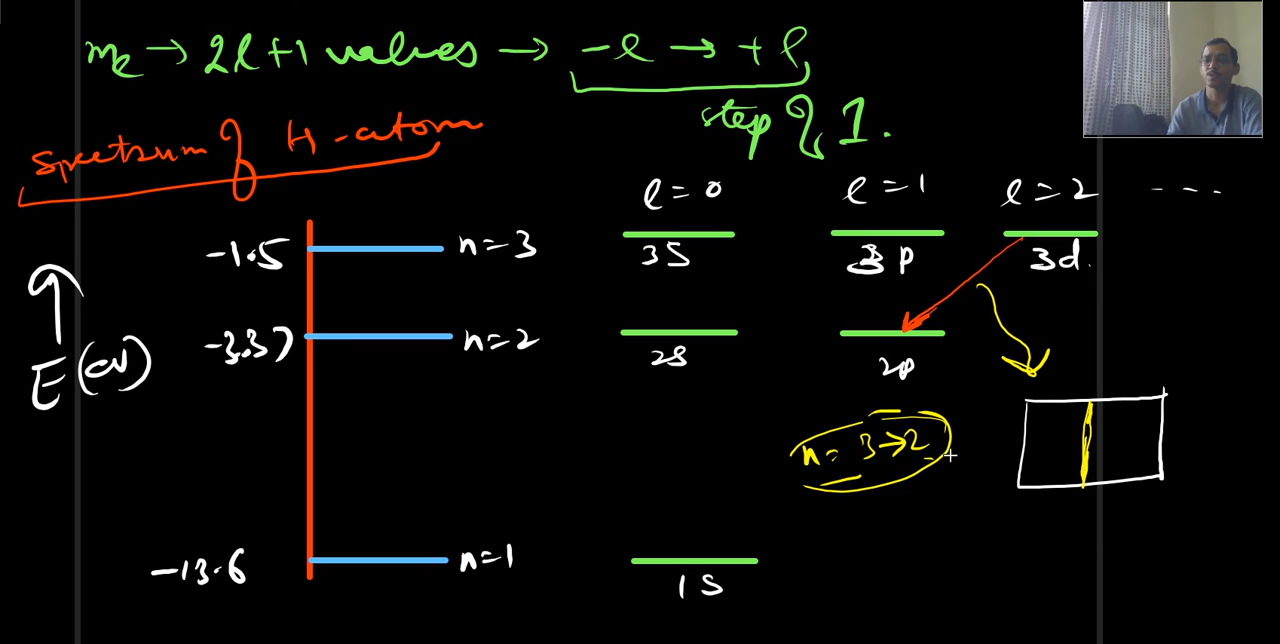 mℓ → 2ℓ+1 values → -ℓ → +ℓ
step of 1.
Spectrum of H-atom
ℓ=0 ℓ=1 ℓ=2 ----
-1.5 n=3 3S 3p 3d.
E(eV)
-3.37 n=2 2S 2p
n=3→2
-13.6 n=1 1S